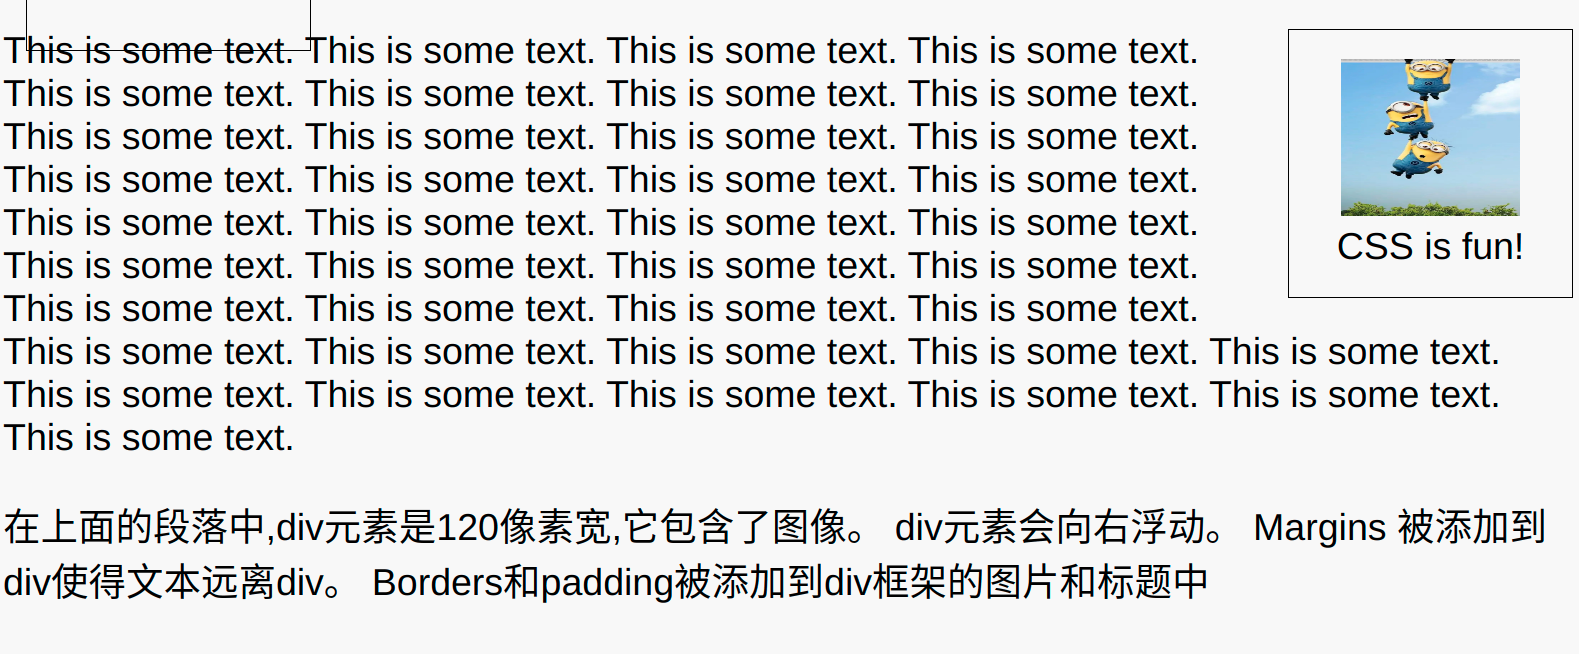 This is some text. This is some text. This is some text. This is some text.
This is some text. This is some text. This is some text. This is some text.
This is some text. This is some text. This is some text. This is some text.
This is some text. This is some text. This is some text. This is some text.
This is some text. This is some text. This is some text. This is some text.
This is some text. This is some text. This is some text. This is some text.
This is some text. This is some text. This is some text. This is some text.
This is some text. This is some text. This is some text. This is some text. This is some text.
This is some text. This is some text. This is some text. This is some text. This is some text.
This is some text.
CSS is fun!
在上面的段落中,div元素是120像素宽,它包含了图像。 div元素会向右浮动。 Margins 被添加到
div使得文本远离div。 Borders和padding被添加到div框架的图片和标题中